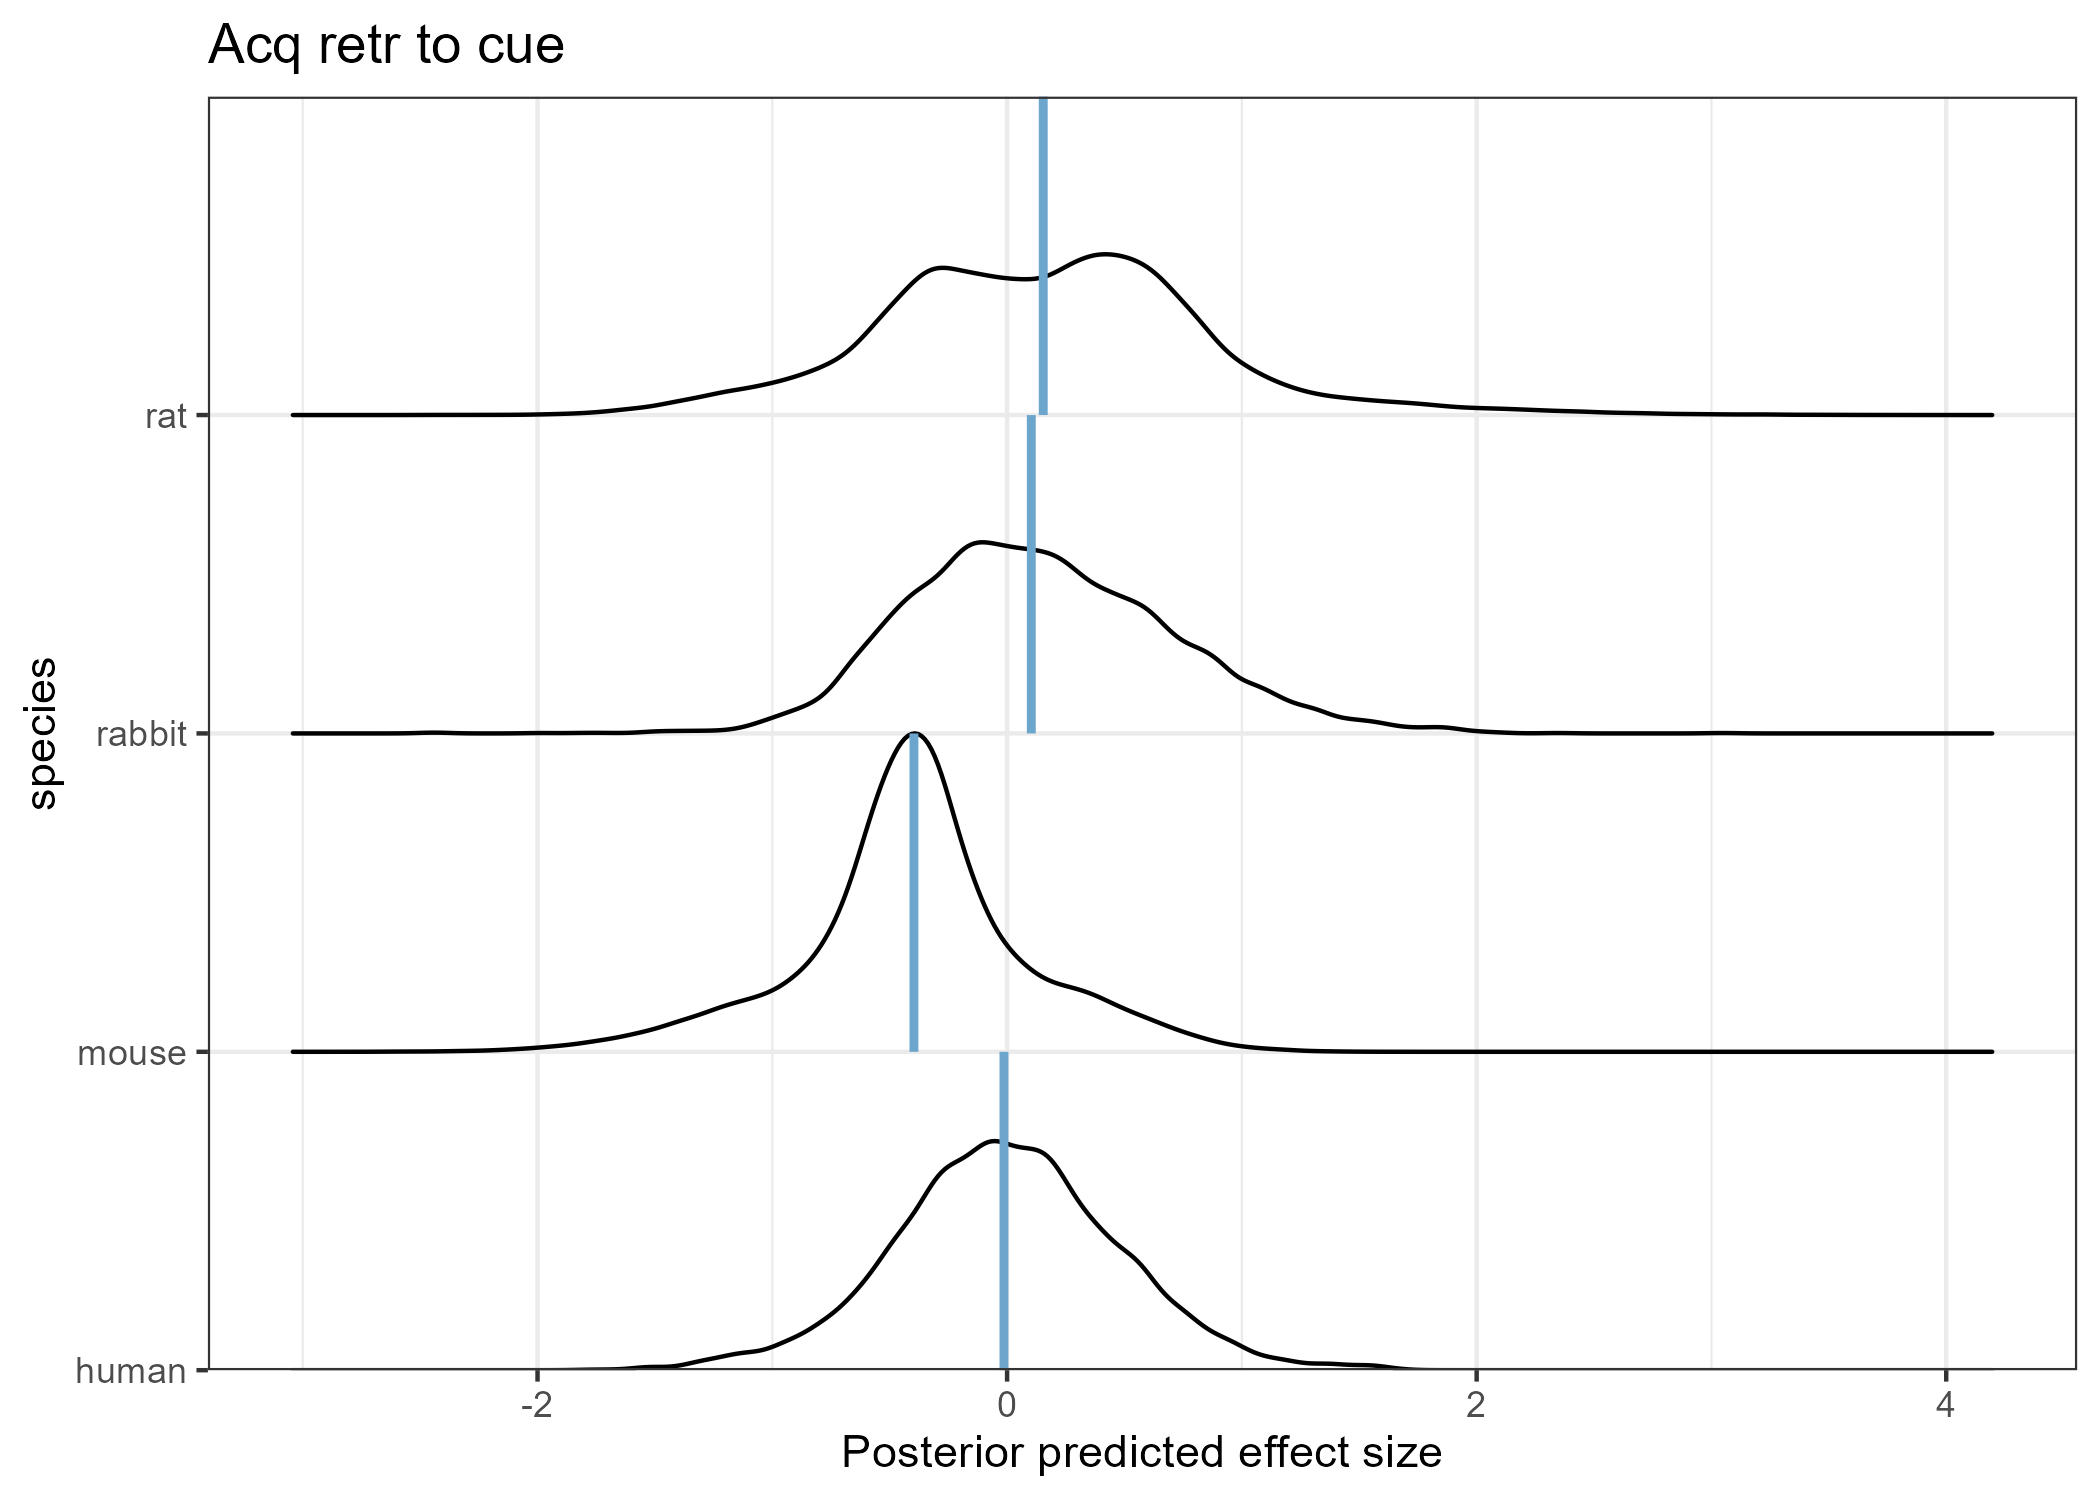 Acq retr to cue
species
rat
rabbit
mouse
human
-2 0 2 4
Posterior predicted effect size